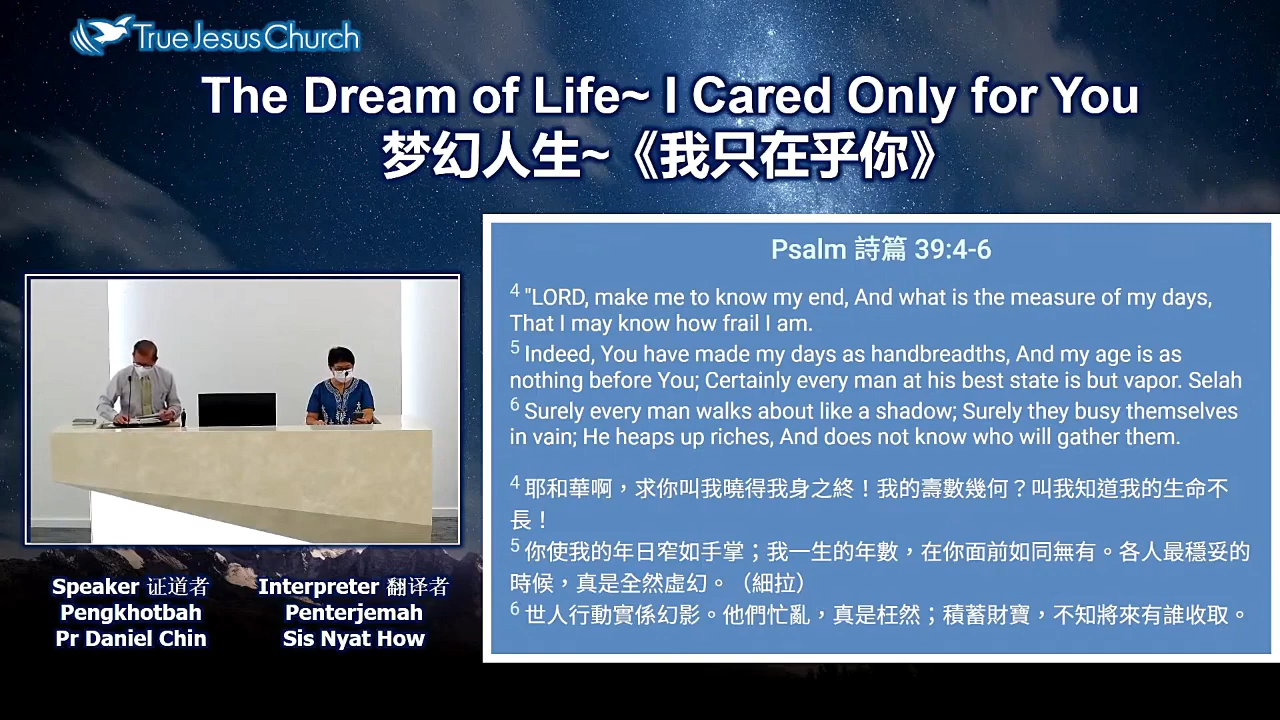 TrueJesusChurch
The Dream of Life~ I Cared Only for You
梦幻人生~《我只在乎你》
Psalm 詩篇 39:4-6
4 "LORD, make me to know my end, And what is the measure of my days,
That I may know how frail I am.
5 Indeed, You have made my days as handbreadths, And my age is as
nothing before You; Certainly every man at his best state is but vapor. Selah
6 Surely every man walks about like a shadow; Surely they busy themselves
in vain; He heaps up riches, And does not know who will gather them.
4 耶和華啊，求你叫我曉得我身之終！我的壽數幾何？叫我知道我的生命不
長！
5 你使我的年日窄如手掌；我一生的年數，在你面前如同無有。各人最穩妥的
時候，真是全然虛幻。（細拉）
6 世人行動實係幻影。他們忙亂，真是枉然；積蓄財寶，不知將來有誰收取。
Speaker 证道者
Pengkhotbah
Pr Daniel Chin
Interpreter 翻译者
Penterjemah
Sis Nyat How